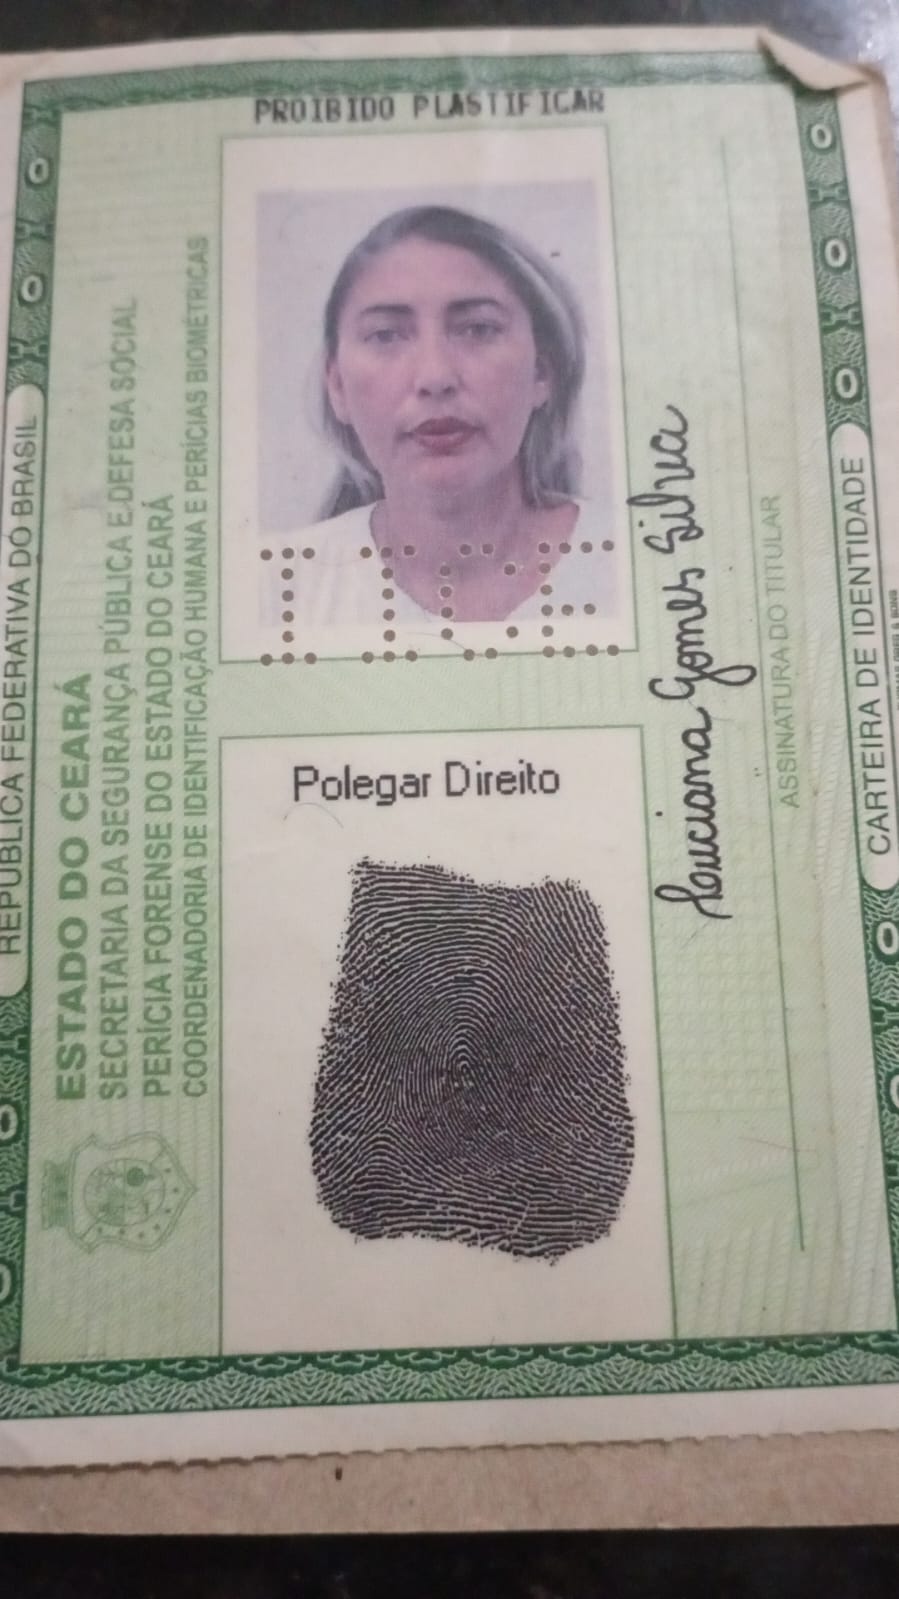 PROIBIDO PLASTIFICAR
REPÚBLICA FEDERATIVA DO BRASIL
ESTADO DO CEARÁ
SECRETARIA DA SEGURANÇA PÚBLICA E DEFESA SOCIAL
PERÍCIA FORENSE DO ESTADO DO CEARÁ
COORDENADORIA DE IDENTIFICAÇÃO HUMANA E PERÍCIAS BIOMÉTRICAS
Polegar Direito
Luciana Gomes Silva
ASSINATURA DO TITULAR
CARTEIRA DE IDENTIDADE